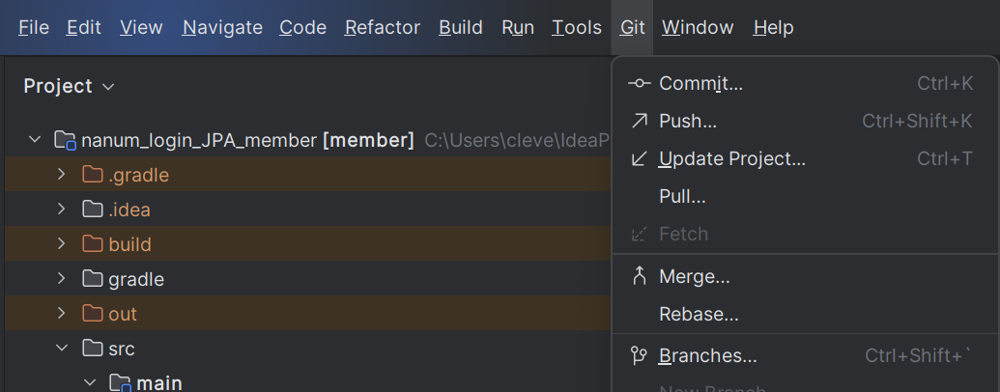 File Edit View Navigate Code Refactor Build Run Tools Git Window Help
Project
nanum_login_JPA_member [member] C:\Users\cleve\IdeaP
.gradle
.idea
build
gradle
out
src
main
Commit... Ctrl+K
Push... Ctrl+Shift+K
Update Project... Ctrl+T
Pull...
Fetch
Merge...
Rebase...
Branches... Ctrl+Shift+`
New Branch